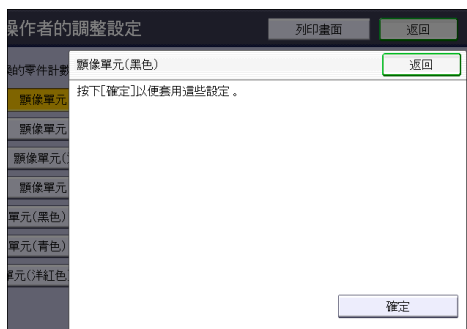 操作者的調整設定
列印畫面
返回
的零件計數
顯像單元(黑色)
返回
按下[確定]以便套用這些設定。
顯像單元
顯像單元
顯像單元(
顯像單元
單元(黑色)
單元(青色)
單元(洋紅色
確定